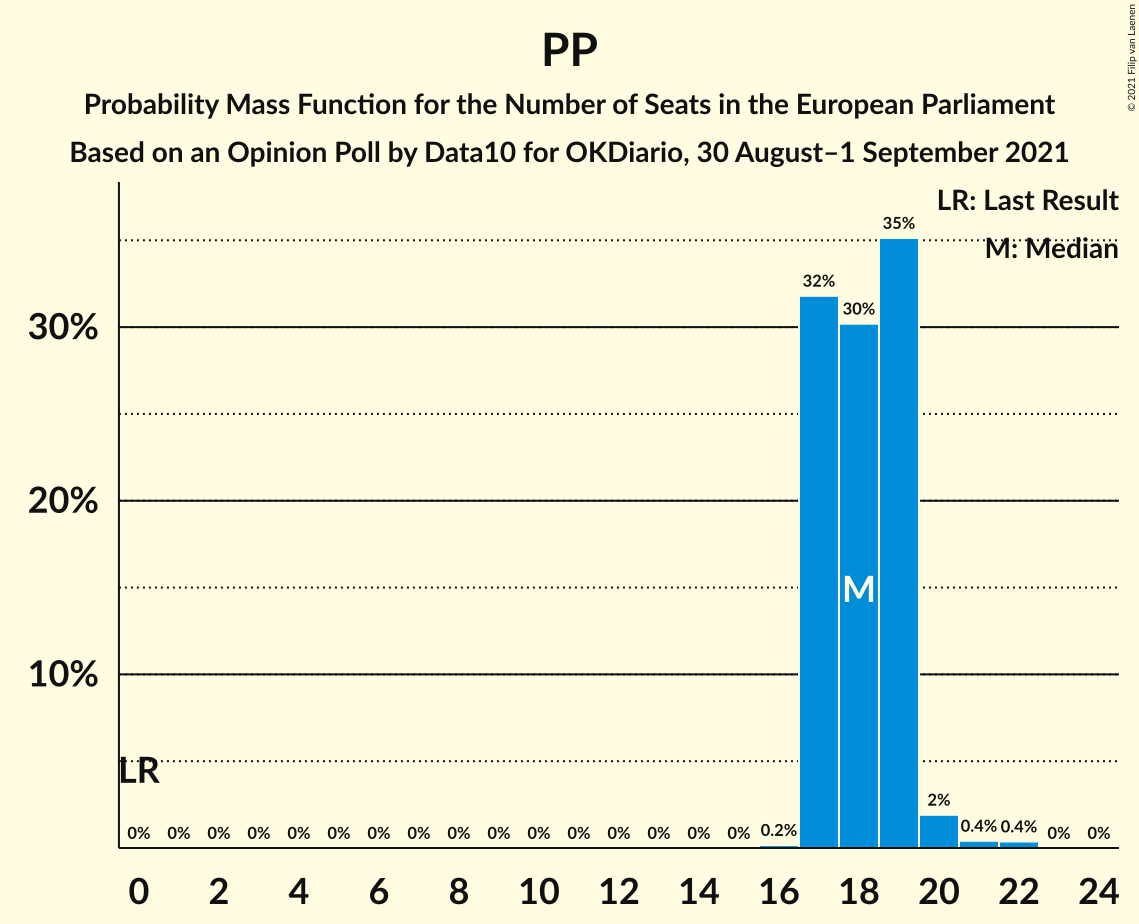 PP
Probability Mass Function for the Number of Seats in the European Parliament
Based on an Opinion Poll by Data10 for OKDiario, 30 August–1 September 2021
© 2021 Filip van Laenen
LR: Last Result
M: Median
35%
32%
30%
30%
20%
10%
M
LR
0% 0% 0% 0% 0% 0% 0% 0% 0% 0% 0% 0% 0% 0% 0% 0% 0.2% 2% 0.4% 0.4% 0% 0%
0 2 4 6 8 10 12 14 16 18 20 22 24